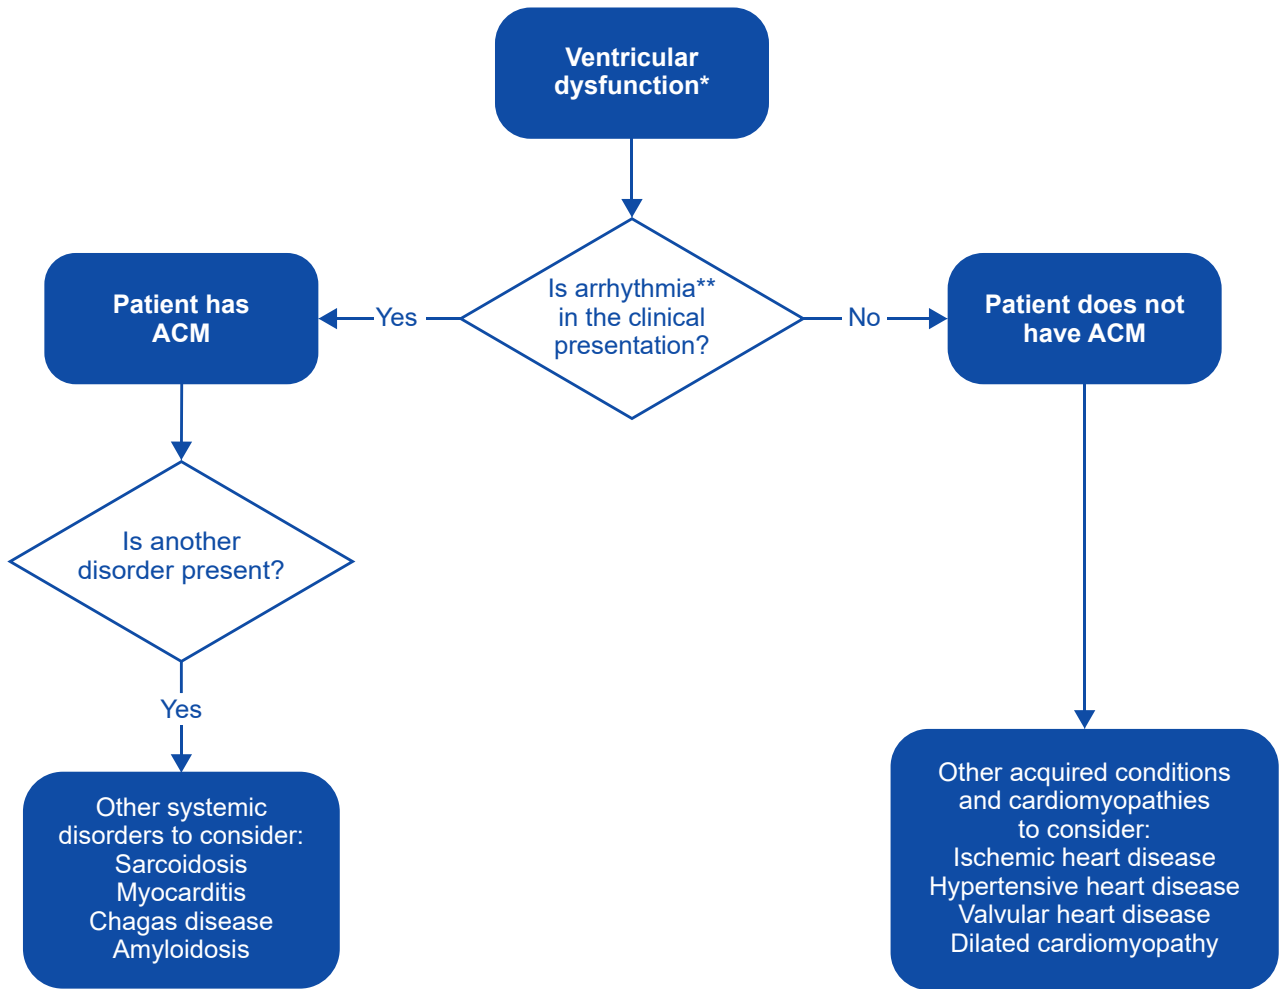 Ventricular
dysfunction*
Is arrhythmia**
in the clinical
presentation?
Yes
No
Patient has
ACM
Patient does not
have ACM
Is another
disorder present?
Yes
Other systemic
disorders to consider:
Sarcoidosis
Myocarditis
Chagas disease
Amyloidosis
Other acquired conditions
and cardiomyopathies
to consider:
Ischemic heart disease
Hypertensive heart disease
Valvular heart disease
Dilated cardiomyopathy